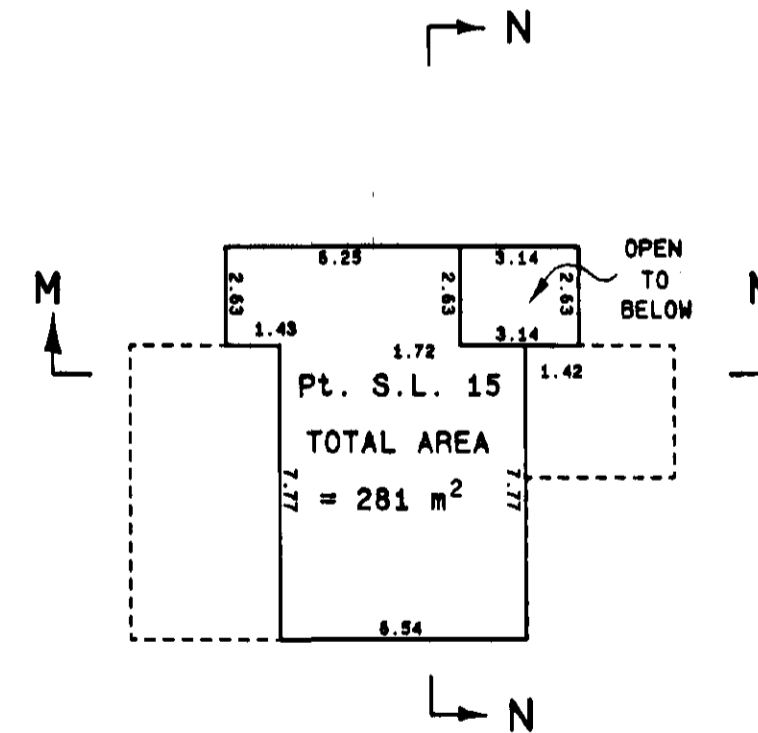 N
6.25
3.14
OPEN
TO
BELOW
M
2.63
2.63
2.63
1.43
1.72
3.14
1.42
Pt. S.L. 15
TOTAL AREA
= 281 m²
7.77
7.77
6.54
N